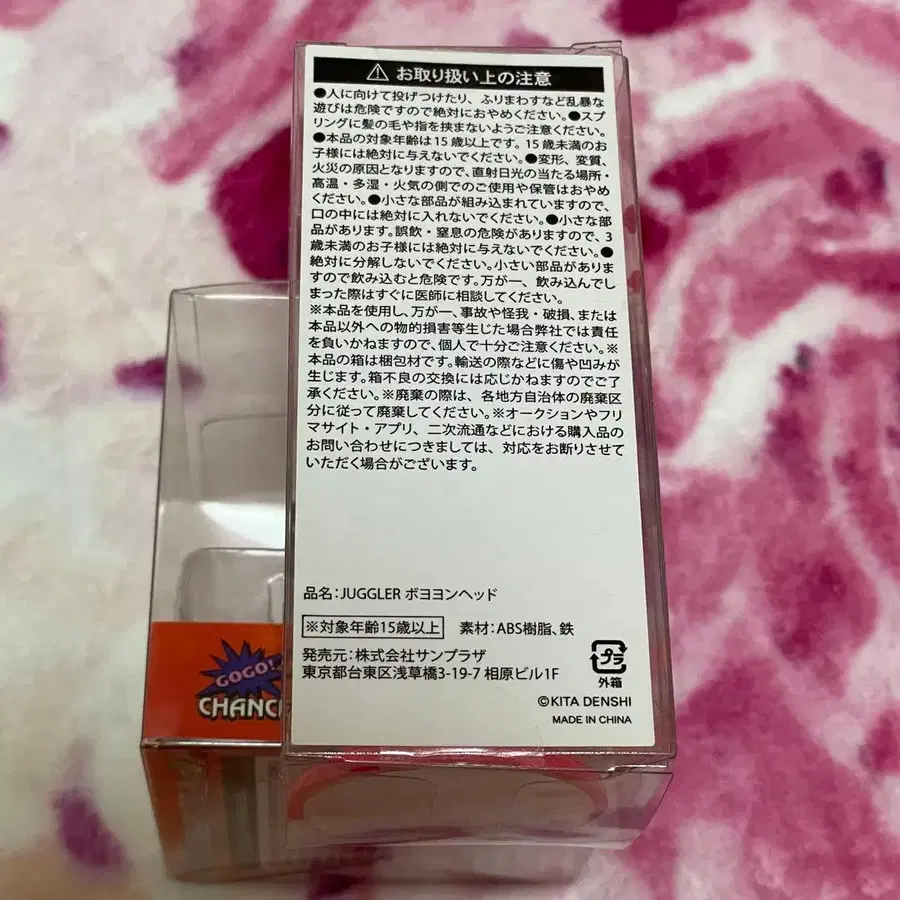 ⚠ お取り扱い上の注意
●人に向けて投げつけたり、ふりまわすなど乱暴な
遊びは危険ですので絶対におやめください。●スプ
リングに髪の毛や指を挟まないようご注意ください。
●本品の対象年齢は15歳以上です。15歳未満のお
子様には絶対に与えないでください。●変形、変質、
火災の原因となりますので、直射日光の当たる場所・
高温・多湿・火気の側でのご使用や保管はおやめ
ください。●小さな部品が組み込まれていますので、
口の中には絶対に入れないでください。●小さな部
品があります。誤飲・窒息の危険がありますので、3
歳未満のお子様には絶対に与えないでください。●
絶対に分解しないでください。小さい部品があります
ので飲み込むと危険です。万が一、飲み込んでし
まった際はすぐに医師に相談してください。
※本品を使用し、万が一、事故や怪我・破損、または
本品以外への物的損害等生じた場合弊社では責任
を負いかねますので、個人で十分ご注意ください。※
本品の箱は梱包材です。輸送の際などに傷や凹みが
生じます。箱不良の交換には応じかねますのでご了
承ください。※廃棄の際は、各地方自治体の廃棄区
分に従って廃棄してください。※オークションやフリ
マサイト・アプリ、二次流通などにおける購入品の
お問い合わせにつきましては、対応をお断りさせて
いただく場合がございます。
品名：JUGGLER ボヨヨンヘッド
※対象年齢15歳以上 素材：ABS樹脂、鉄
発売元：株式会社サンプラザ
東京都台東区浅草橋3-19-7 相原ビル1F
プラ
外箱
©KITA DENSHI
MADE IN CHINA
GOGO!
CHANC